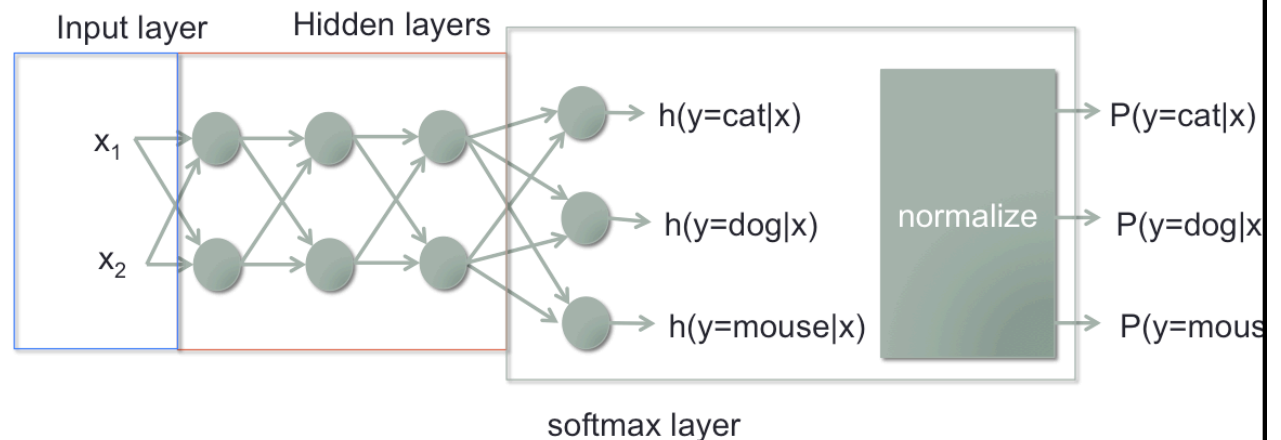 Input layer
Hidden layers
x1
x2
h(y=cat|x)
h(y=dog|x)
h(y=mouse|x)
normalize
P(y=cat|x)
P(y=dog|x
P(y=mous
softmax layer